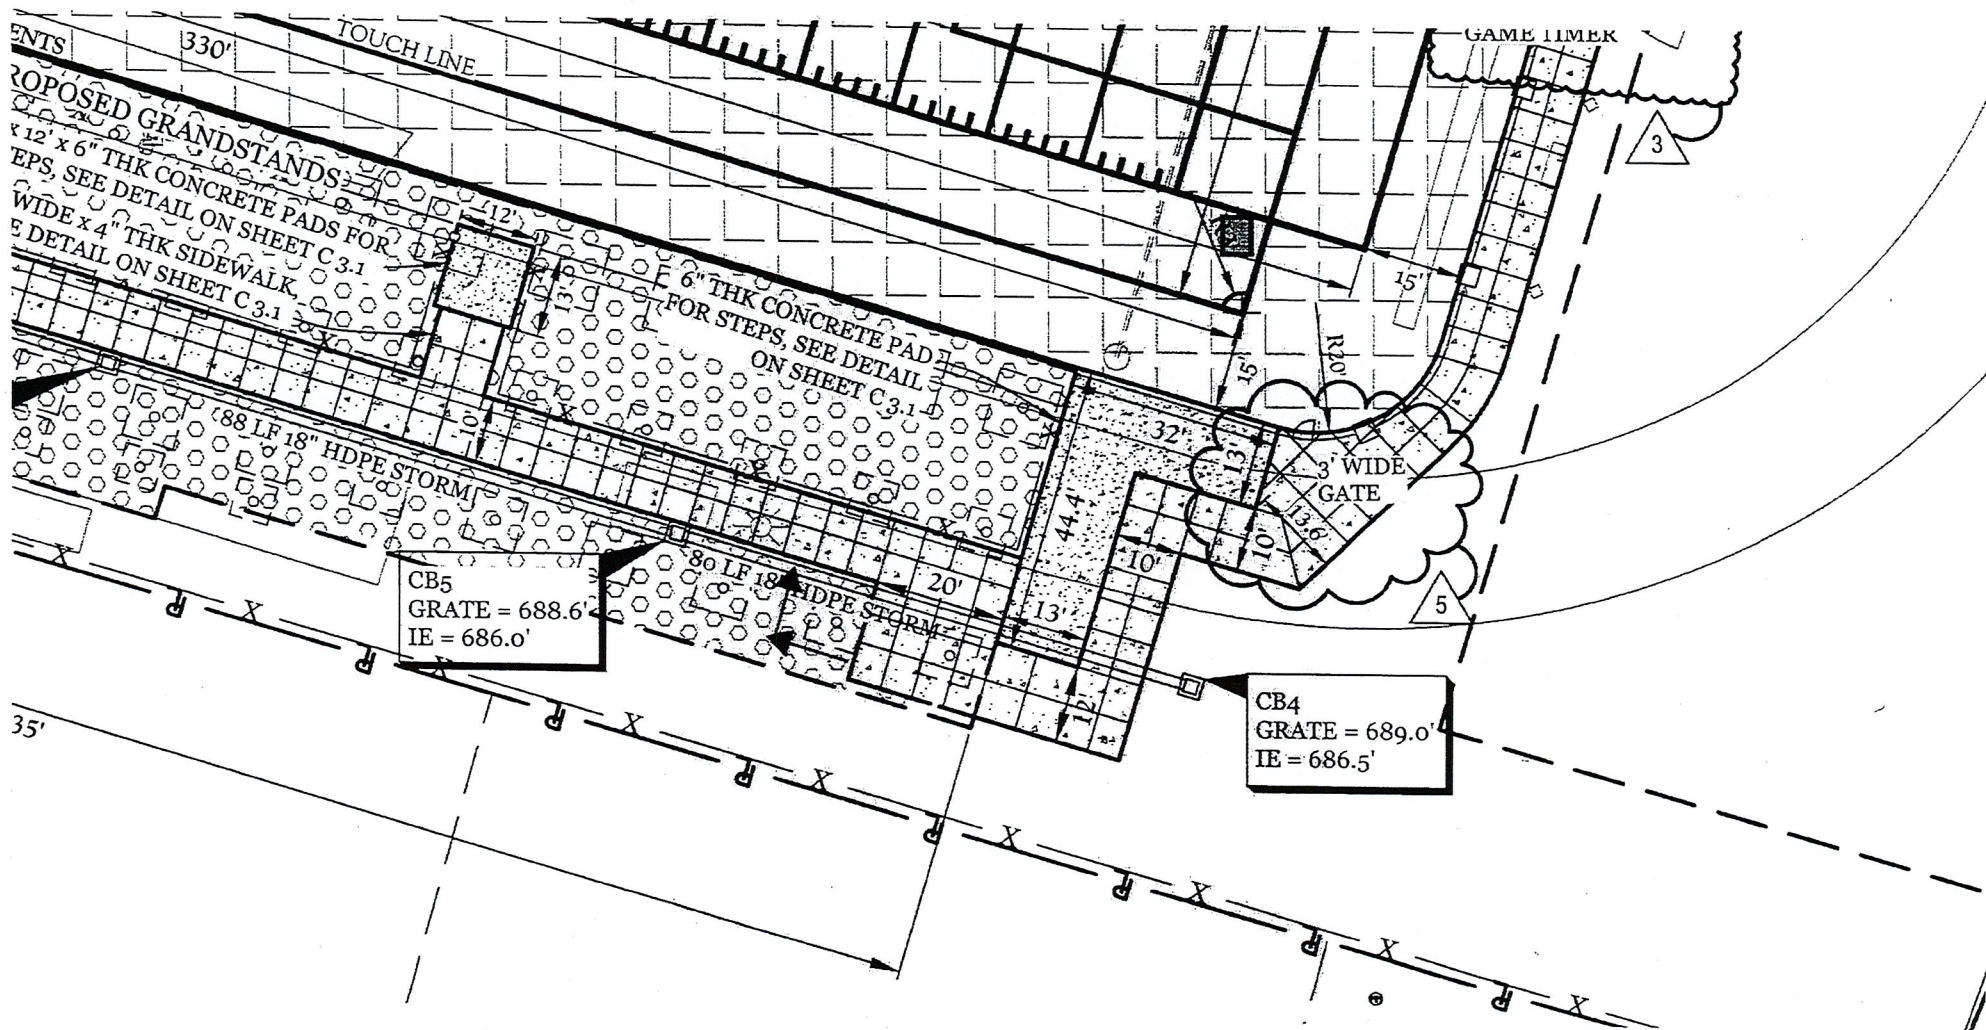 GAME TIMER
ENTS
330'
TOUCH LINE
3
ROPOSED GRANDSTANDS
x 12' x 6" THK CONCRETE PADS FOR
TEPS, SEE DETAIL ON SHEET C 3.1
WIDE x 4" THK SIDEWALK,
E DETAIL ON SHEET C 3.1
12'
6" THK CONCRETE PAD
FOR STEPS, SEE DETAIL
ON SHEET C 3.1
15'
15'
R20'
X
X
X
X
X
10'
32'
13'
3' WIDE
GATE
13.6'
10'
44.4
10'
88 LF 18" HDPE STORM
80 LF 18" HDPE STORM
20'
13'
12'
5
CB5
GRATE = 688.6'
IE = 686.0'
CB4
GRATE = 689.0'
IE = 686.5'
35'
X
X
X
X
X
X
X
X
X